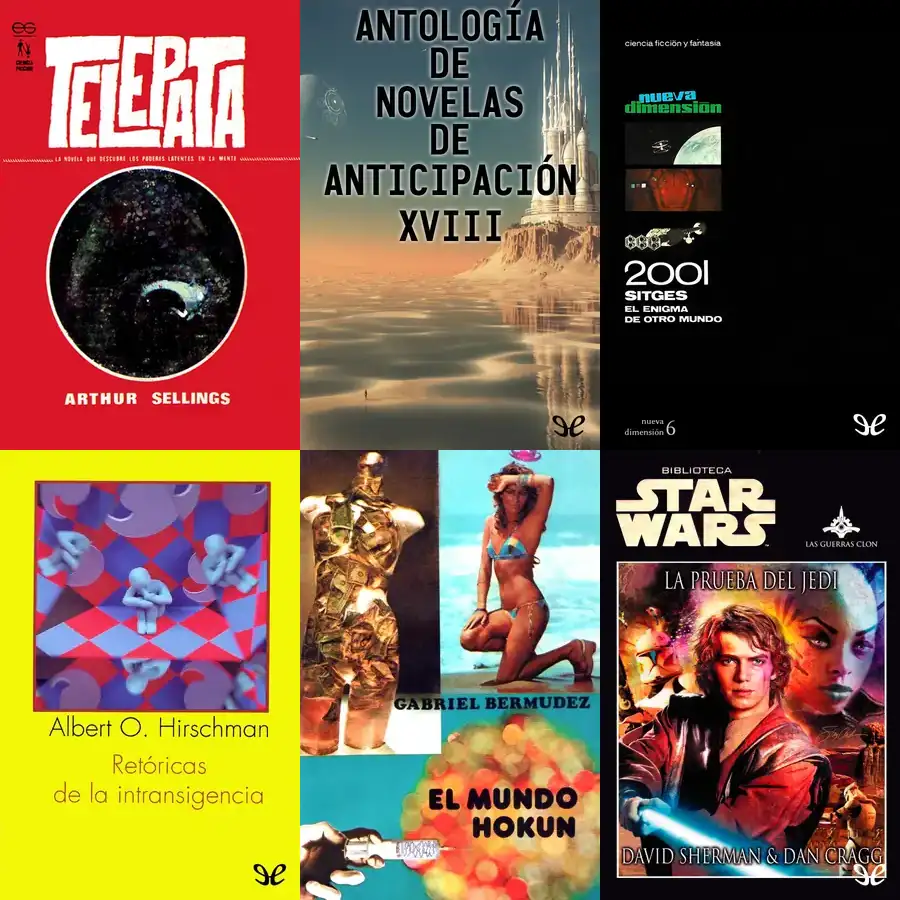 TELEPATA
LA NOVELA QUE DESCUBRE LOS PODERES LATENTES EN LA MENTE
ARTHUR SELLINGS
ANTOLOGÍA
DE
NOVELAS
DE
ANTICIPACIÓN
XVIII
ciencia ficción y fantasia
nueva
dimensión
2001
SITGES
EL ENIGMA
DE OTRO MUNDO
nueva
dimensión 6
Albert O. Hirschman
Retóricas
de la intransigencia
GABRIEL BERMUDEZ
EL MUNDO
HOKUN
BIBLIOTECA
STAR
WARS
LAS GUERRAS CLON
LA PRUEBA DEL JEDI
DAVID SHERMAN & DAN CRAGG